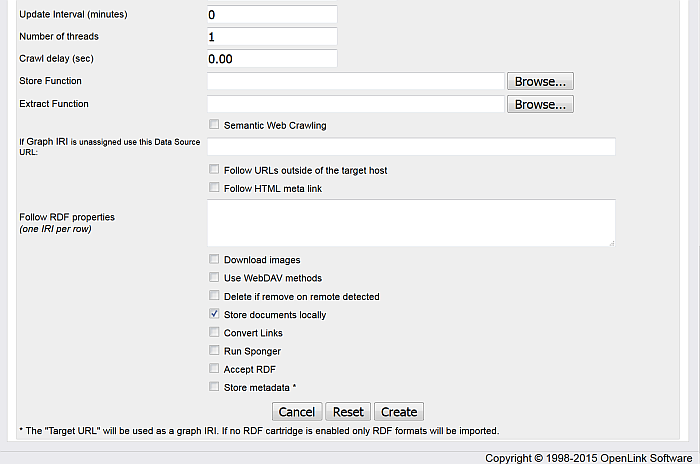 Update Interval (minutes) 0
Number of threads 1
Crawl delay (sec) 0.00
Store Function Browse...
Extract Function Browse...
Semantic Web Crawling
If Graph IRI is unassigned use this Data Source
URL:
Follow URLs outside of the target host
Follow HTML meta link
Follow RDF properties
(one IRI per row)
Download images
Use WebDAV methods
Delete if remove on remote detected
Store documents locally
Convert Links
Run Sponger
Accept RDF
Store metadata *
Cancel Reset Create
* The "Target URL" will be used as a graph IRI. If no RDF cartridge is enabled only RDF formats will be imported.
Copyright © 1998-2015 OpenLink Software